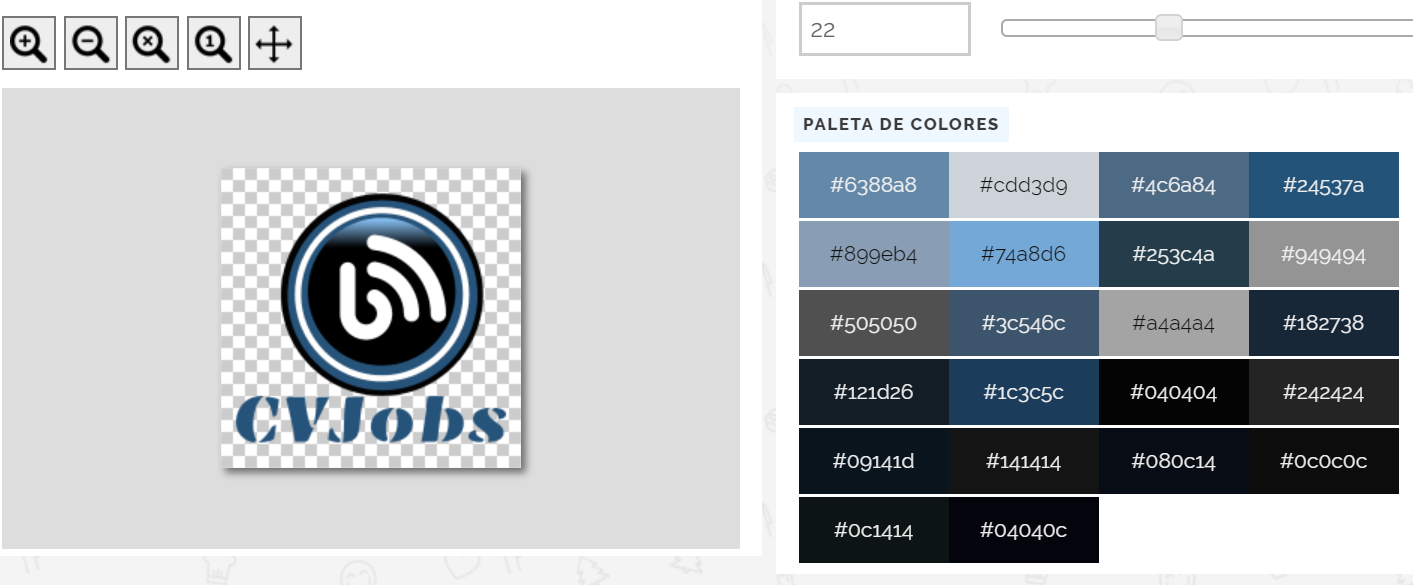 22
PALETA DE COLORES
#6388a8 #cdd3d9 #4c6a84 #24537a
#899eb4 #74a8d6 #253c4a #949494
#505050 #3c546c #a4a4a4 #182738
#121d26 #1c3c5c #040404 #242424
#09141d #141414 #080c14 #0c0c0c
#0c1414 #04040c
1
CVJobs